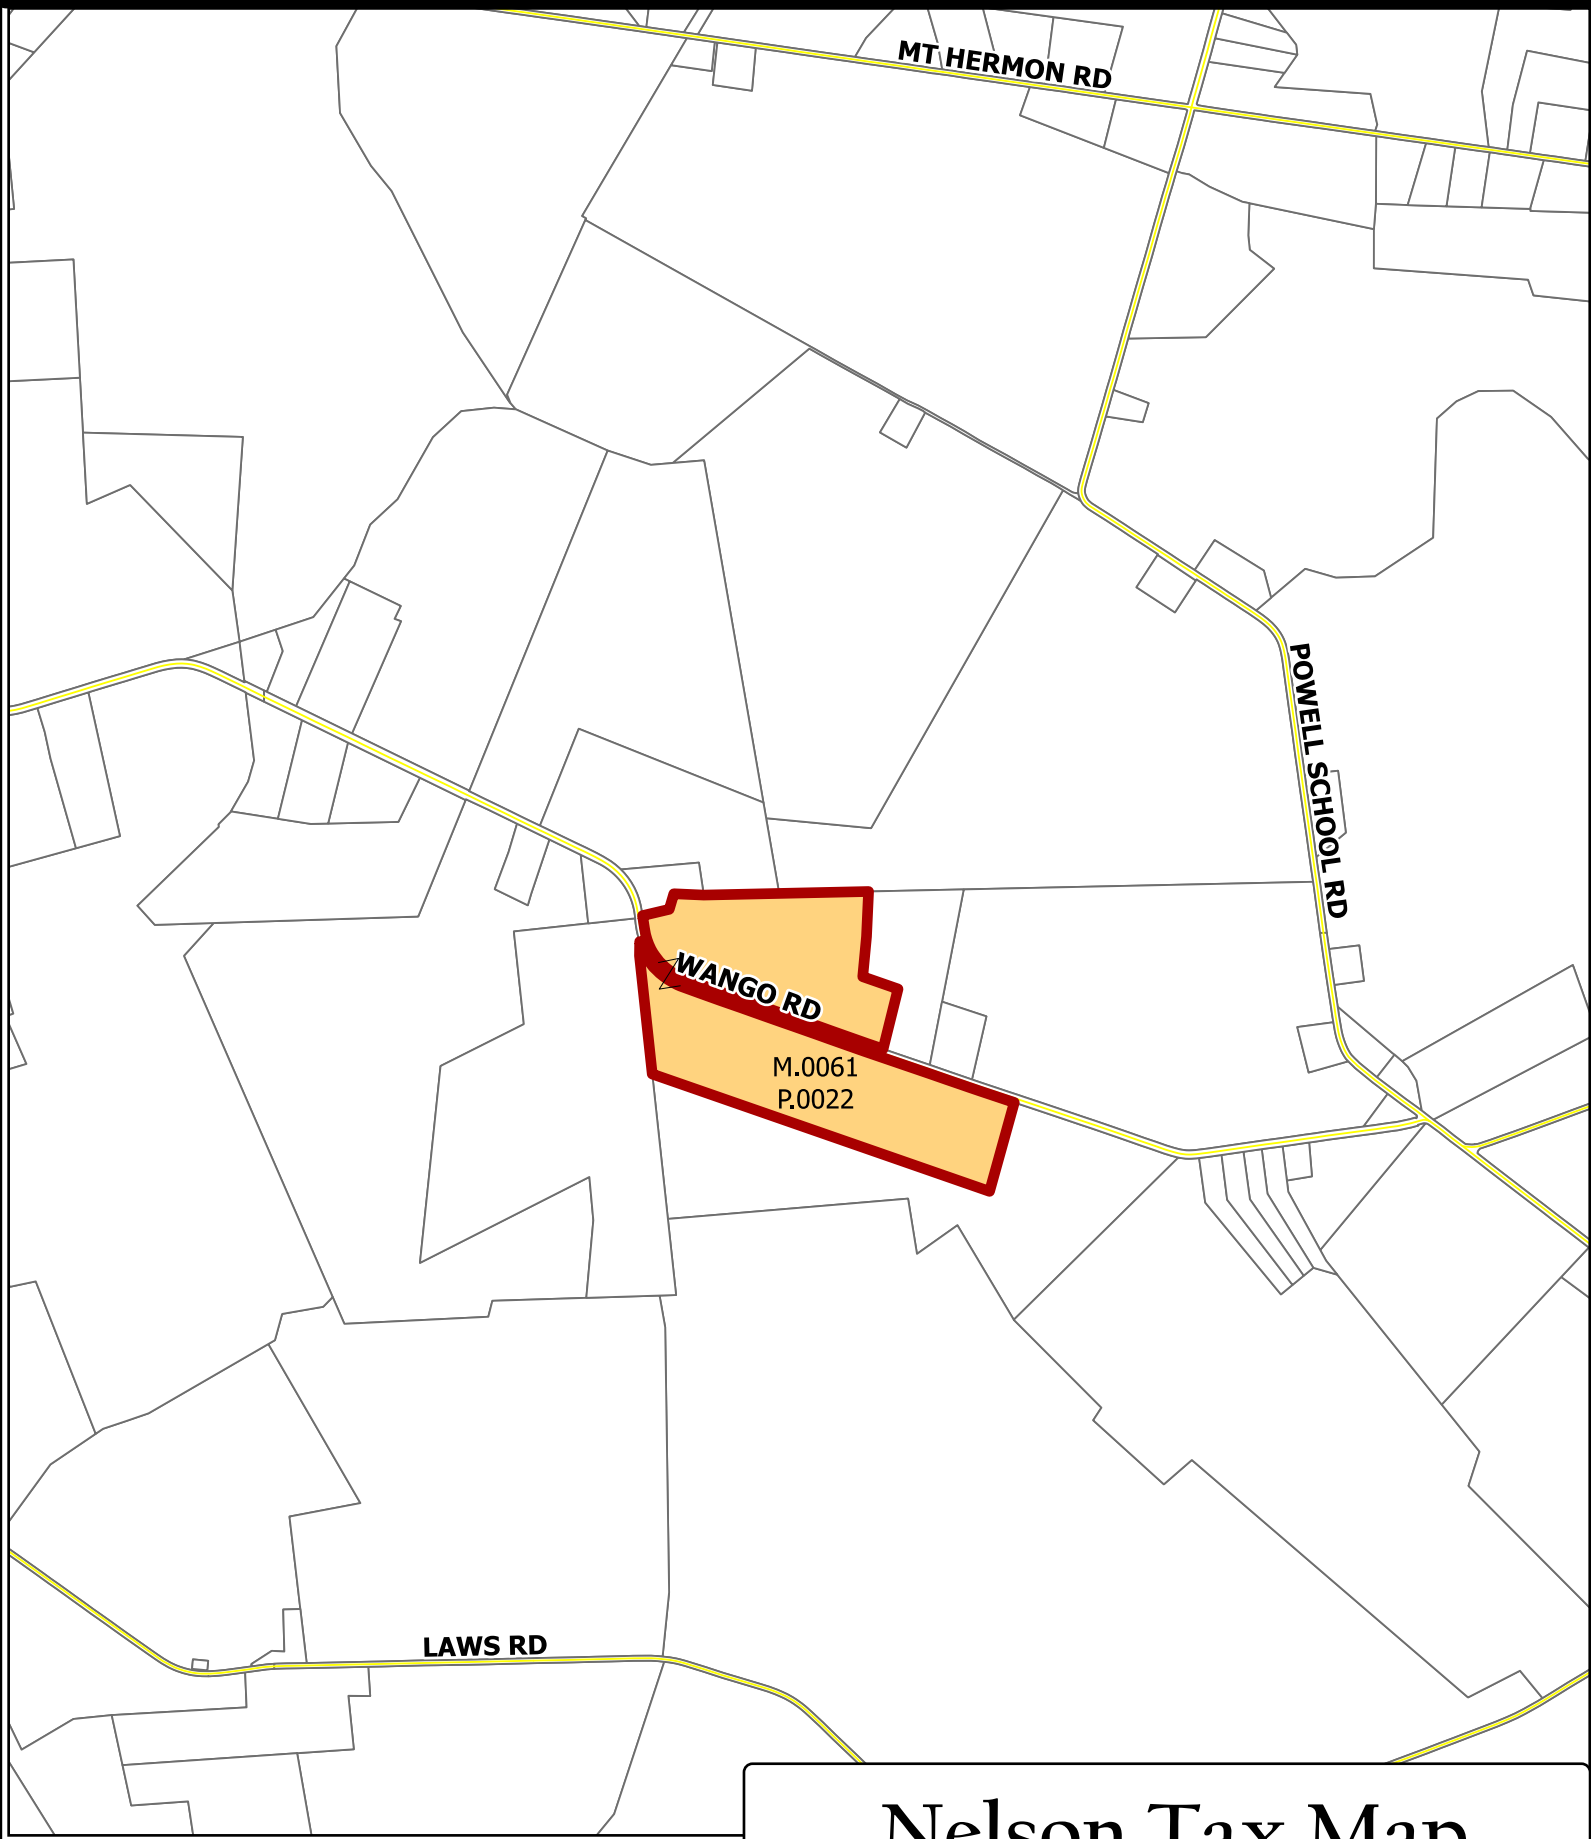 MT HERMON RD
POWELL SCHOOL RD
WANGO RD
M.0061
P.0022
LAWS RD
Nelson Tax Map